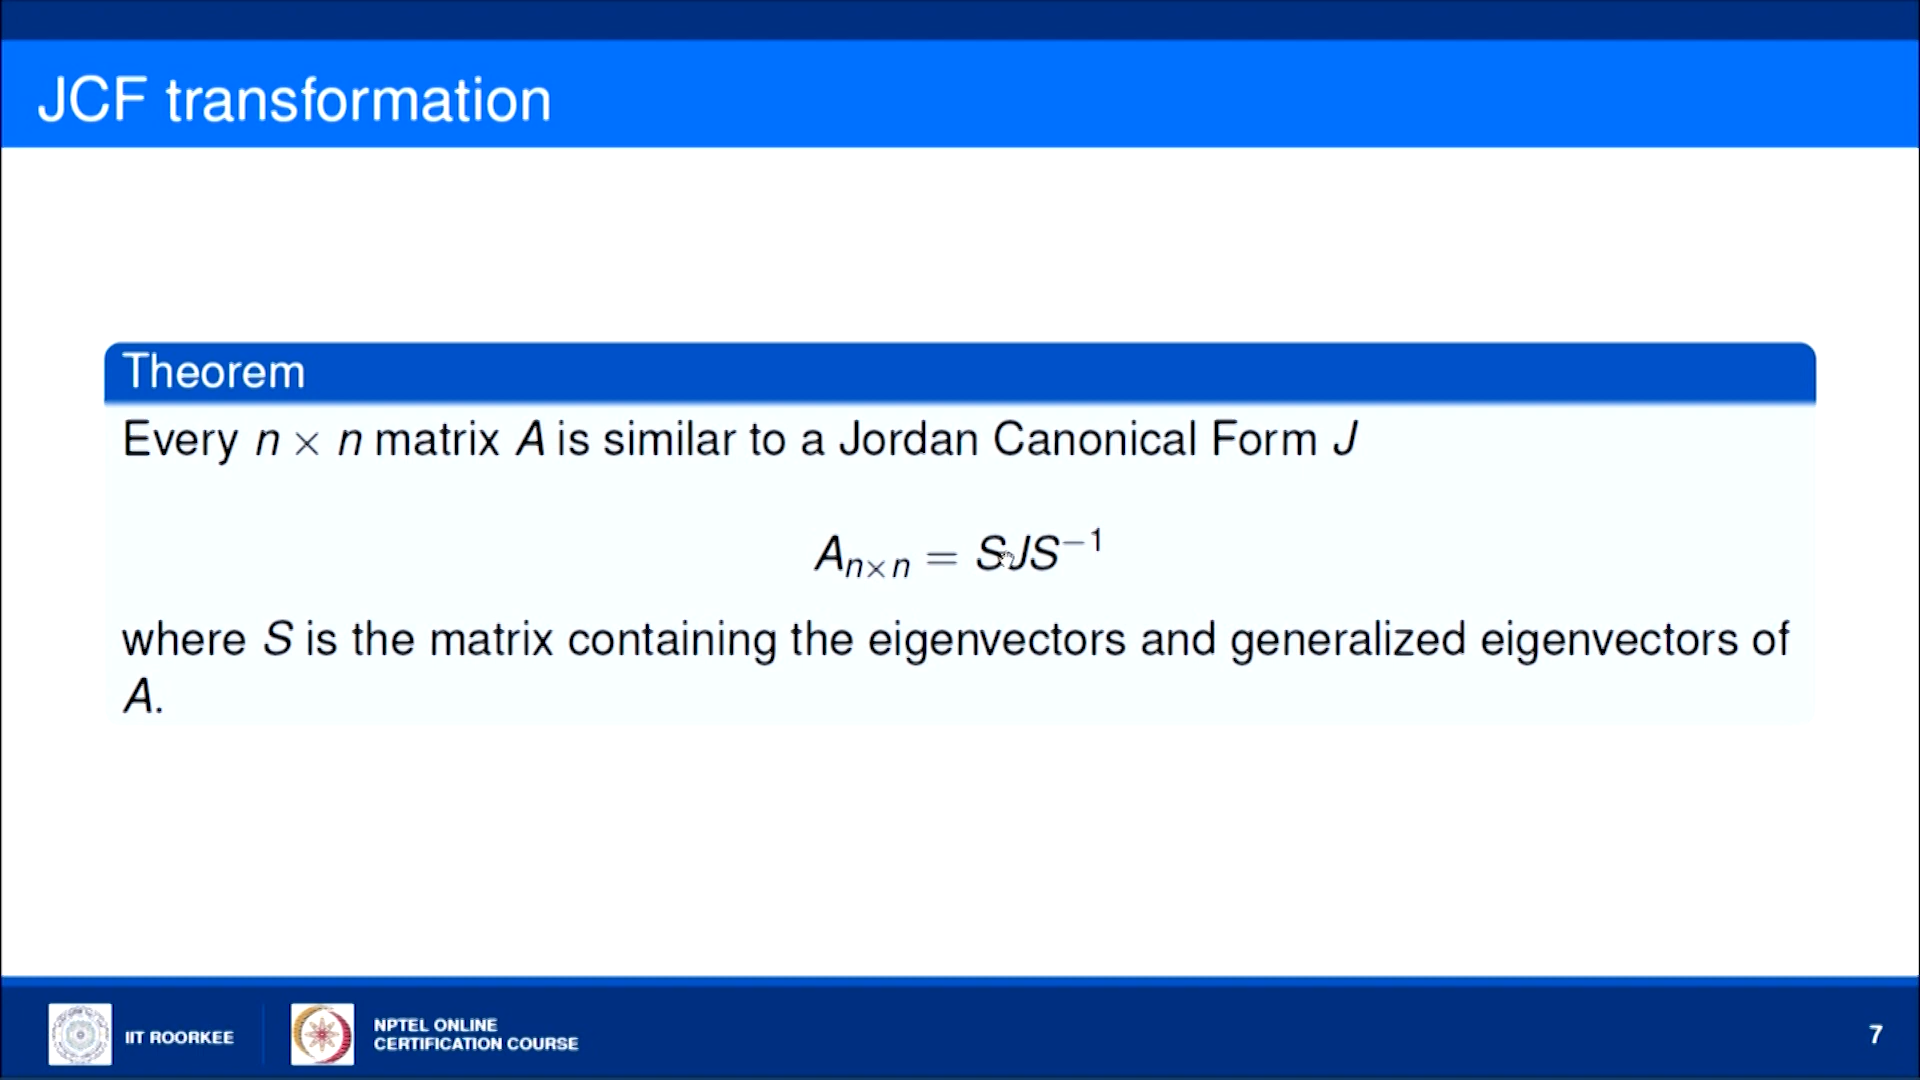 JCF transformation
Theorem
Every n × n matrix A is similar to a Jordan Canonical Form J
Aₙₓₙ = SJS⁻¹
where S is the matrix containing the eigenvectors and generalized eigenvectors of
A.
IIT ROORKEE
NPTEL ONLINE
CERTIFICATION COURSE
7